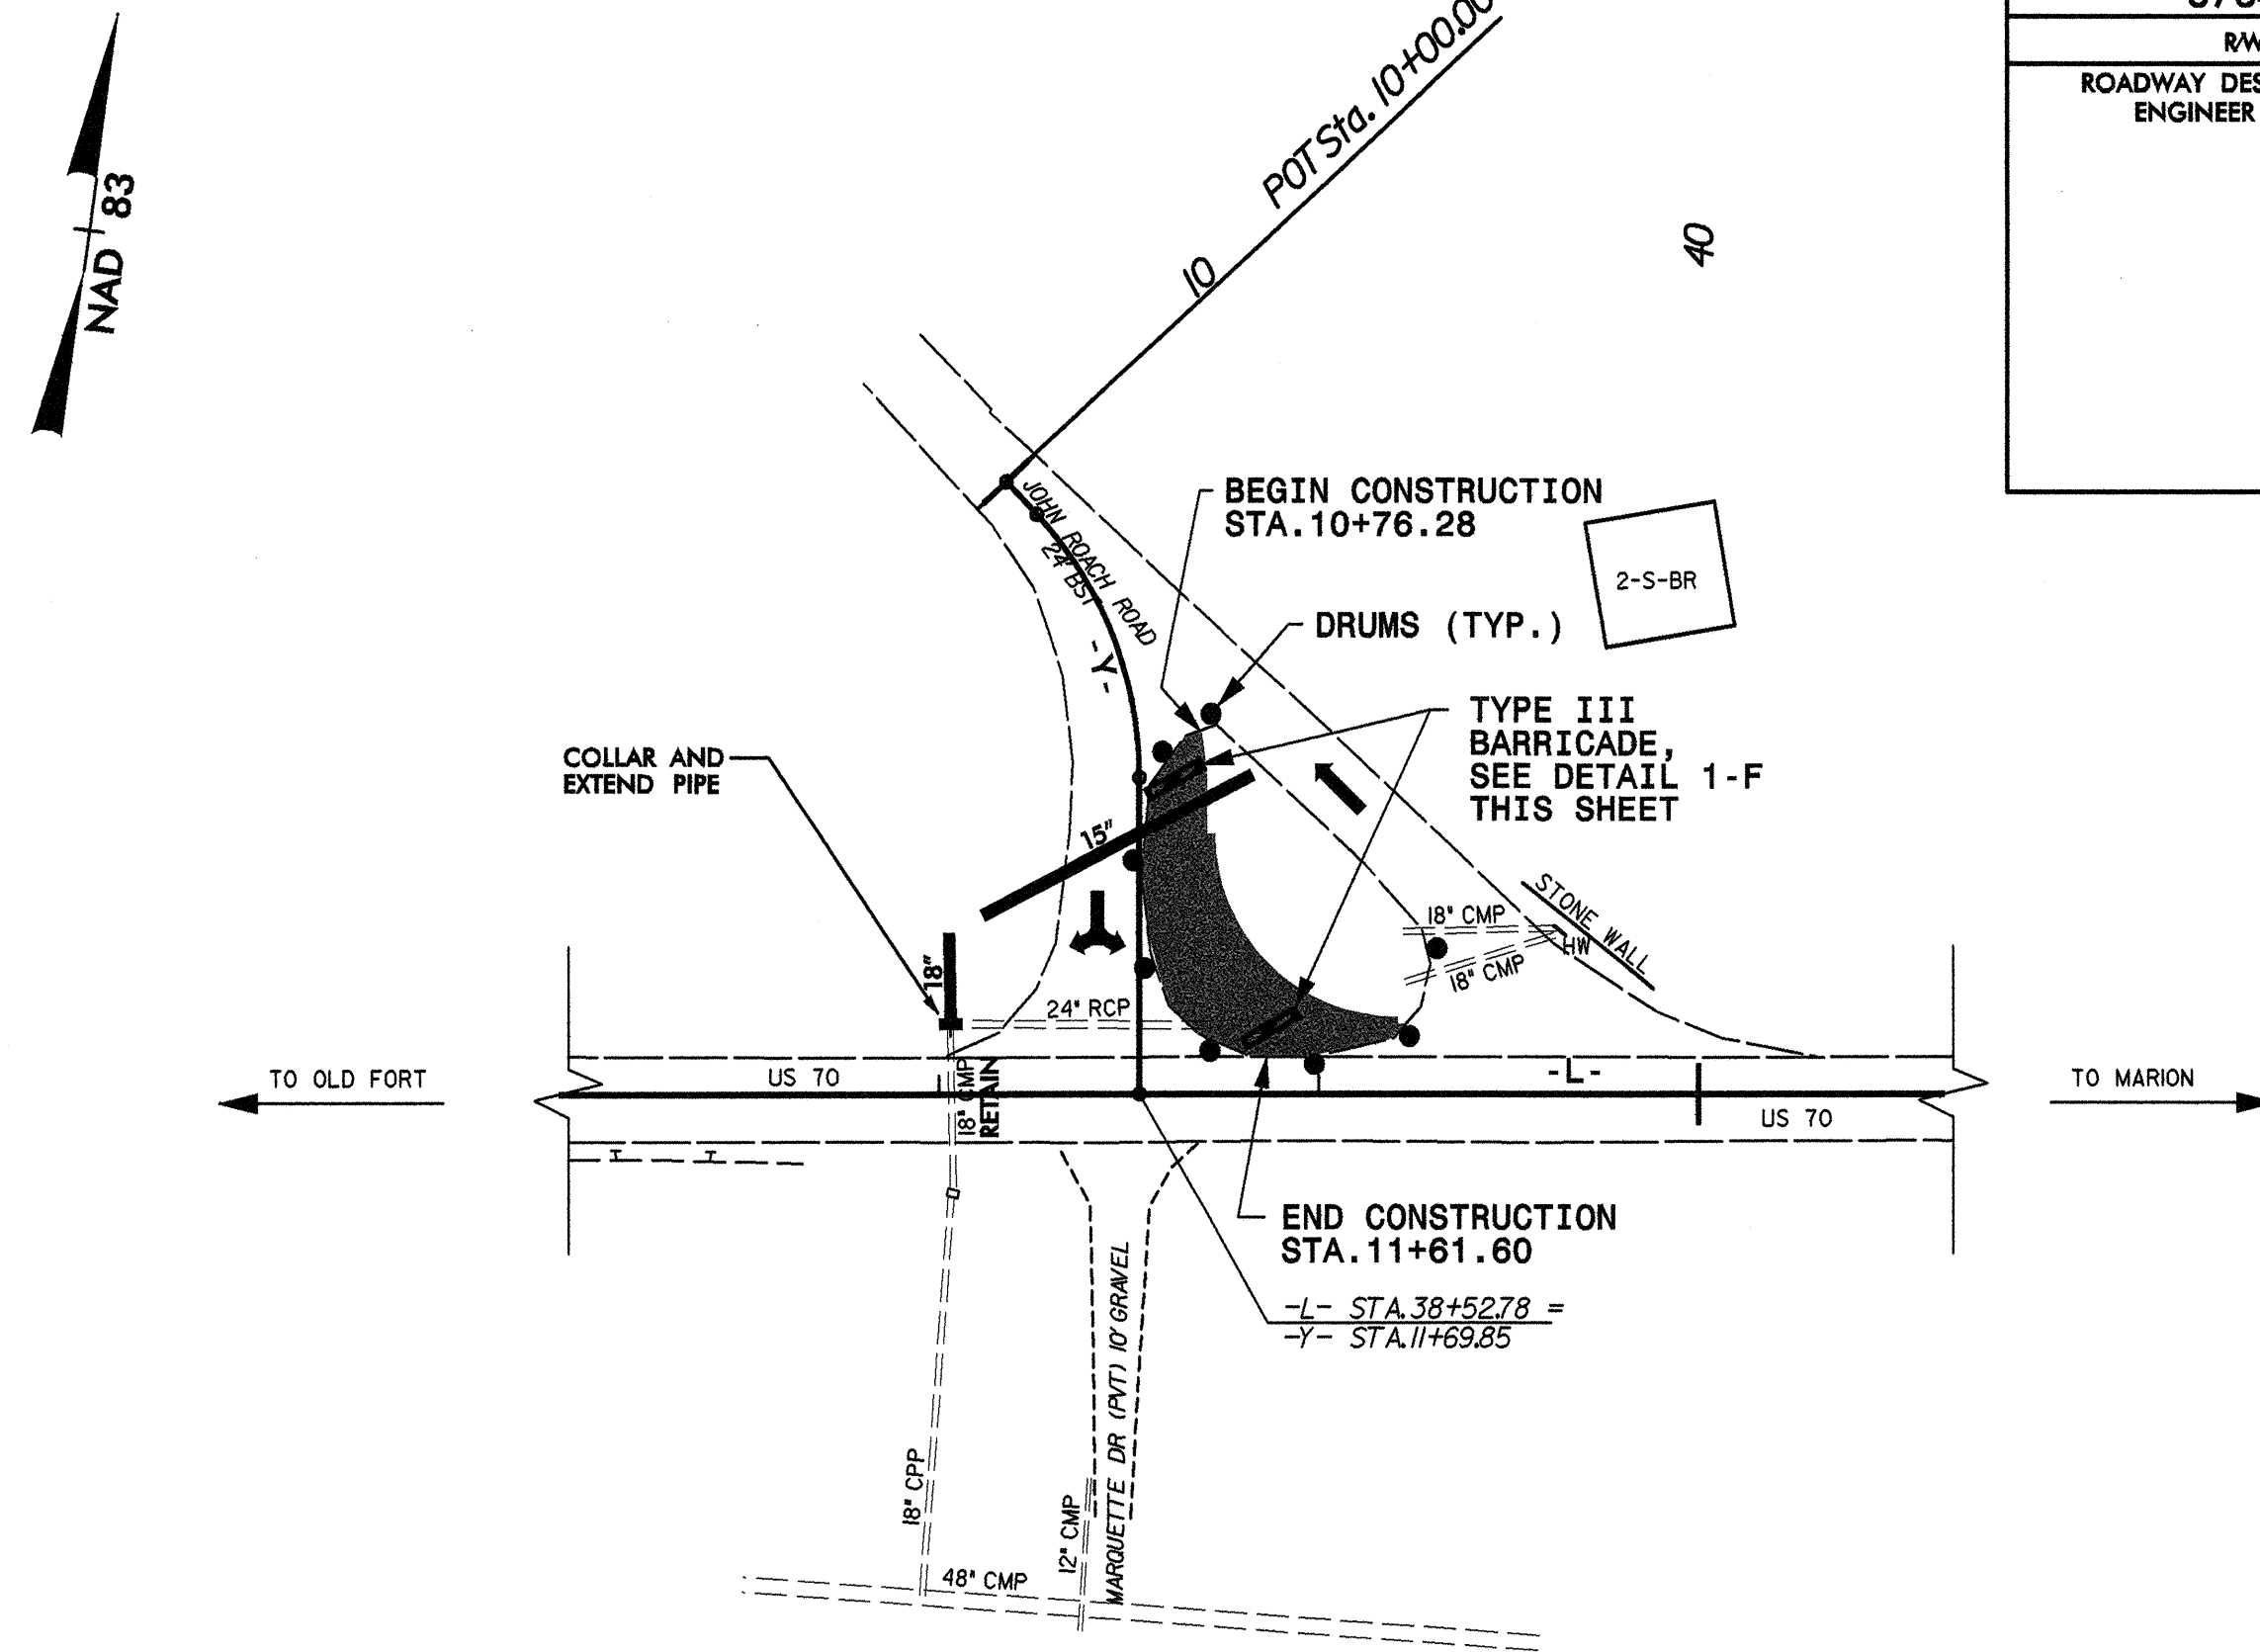 R/W
ROADWAY DES
ENGINEER
NAD 83
POT Sta. 10+00.00
10
40
BEGIN CONSTRUCTION
STA.10+76.28
2-S-BR
JOHN ROACH ROAD
24' BST
-Y-
DRUMS (TYP.)
TYPE III
BARRICADE,
SEE DETAIL 1-F
THIS SHEET
COLLAR AND
EXTEND PIPE
15"
18"
18" CMP
HW
STONE WALL
18" CMP
24" RCP
TO OLD FORT
US 70
18" CMP
RETAIN
-L-
US 70
TO MARION
END CONSTRUCTION
STA.11+61.60
-L- STA.38+52.78 =
-Y- STA.11+69.85
MARQUETTE DR (PVT) 10' GRAVEL
18" CPP
12" CMP
48" CMP